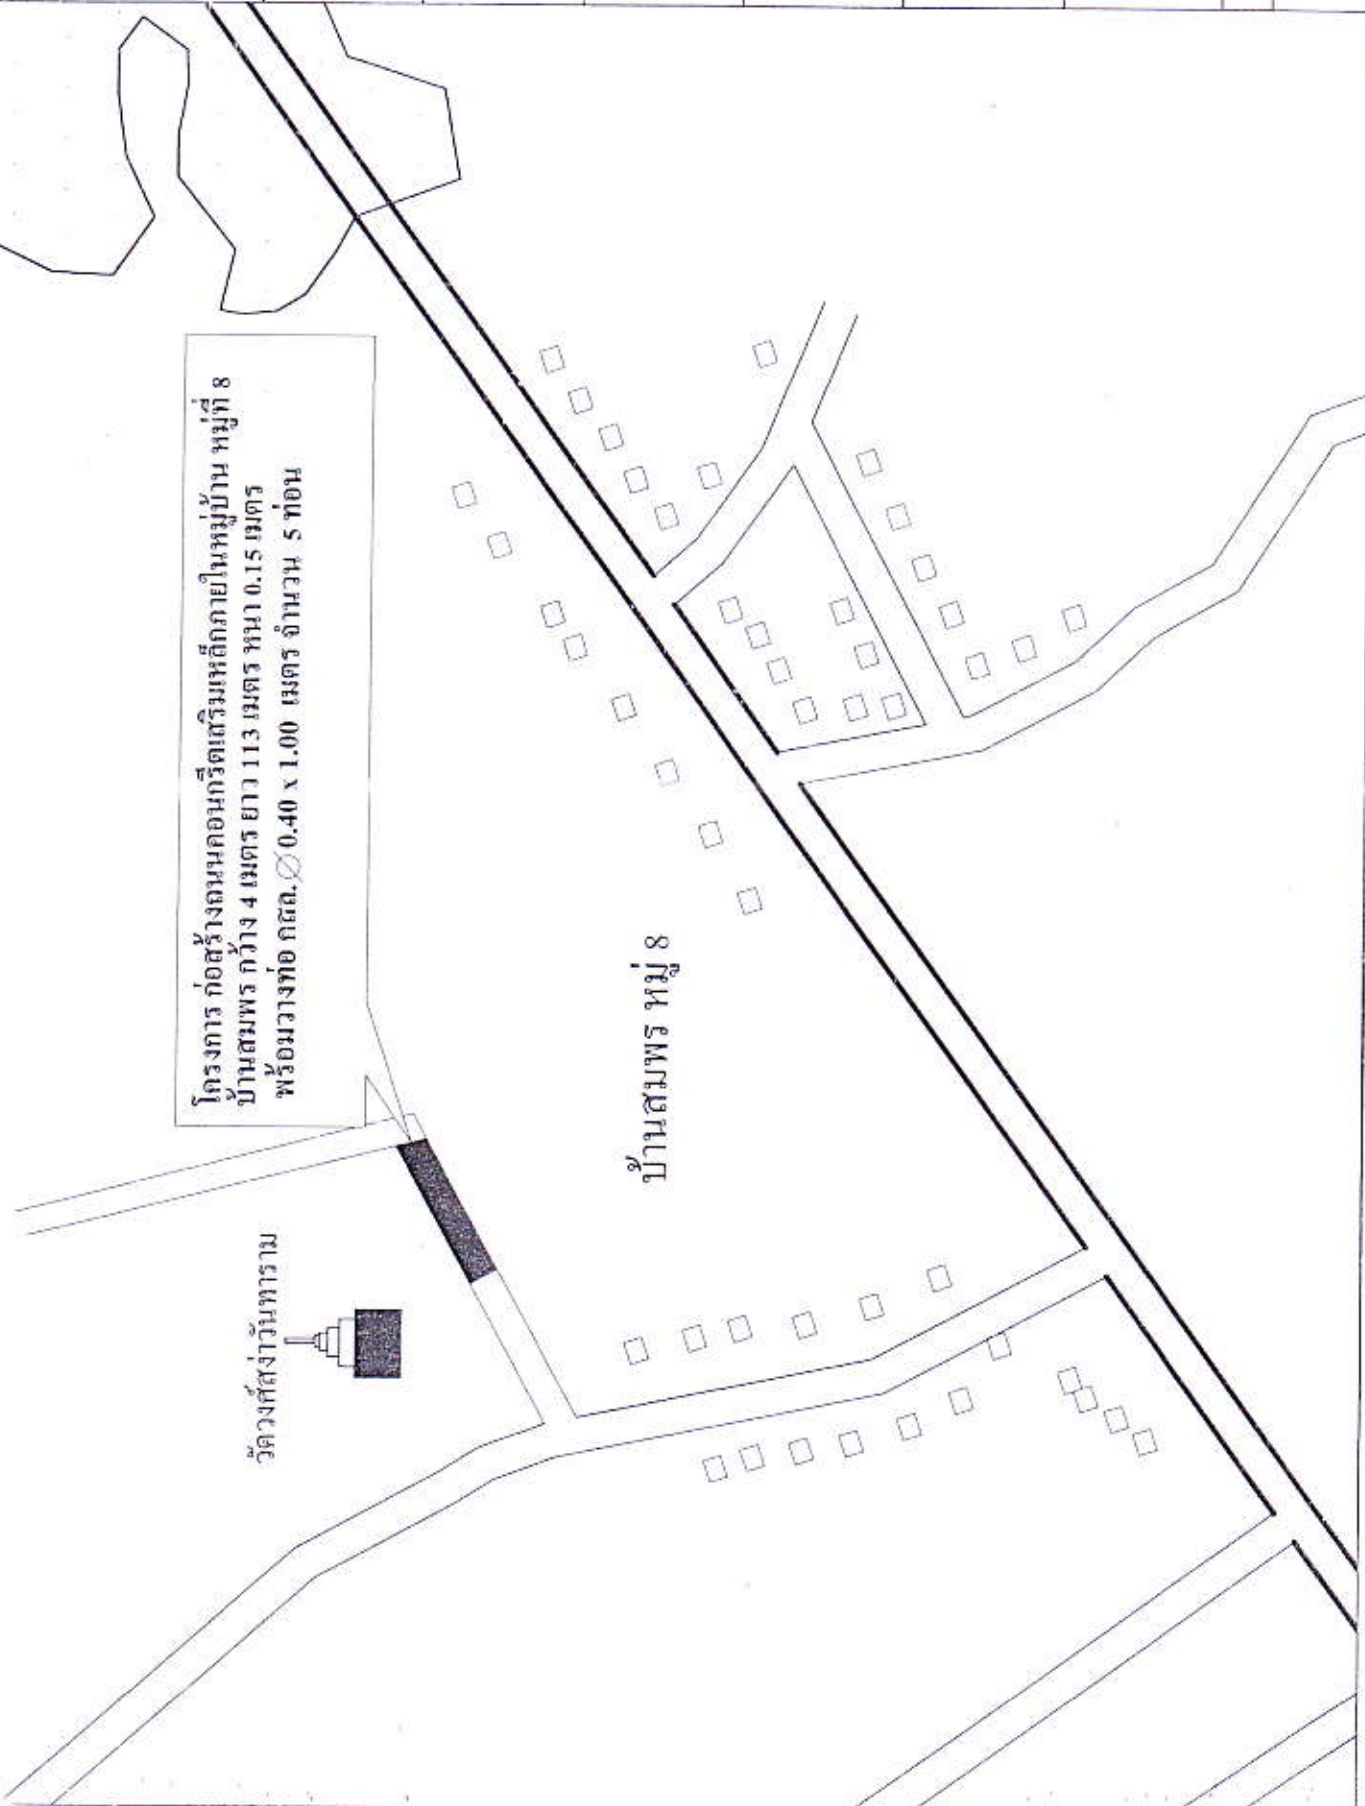 โครงการ ก่อสร้างถนนคอนกรีตเสริมเหล็กภายในหมู่บ้าน หมู่ที่ 8
บ้านสมพร กว้าง 4 เมตร ยาว 113 เมตร หนา 0.15 เมตร
พร้อมวางท่อ คสล. ∅ 0.40 x 1.00 เมตร จำนวน 5 ท่อน
บ้านสมพร หมู่ 8
วัดวงศ์สง่าวันทาราม